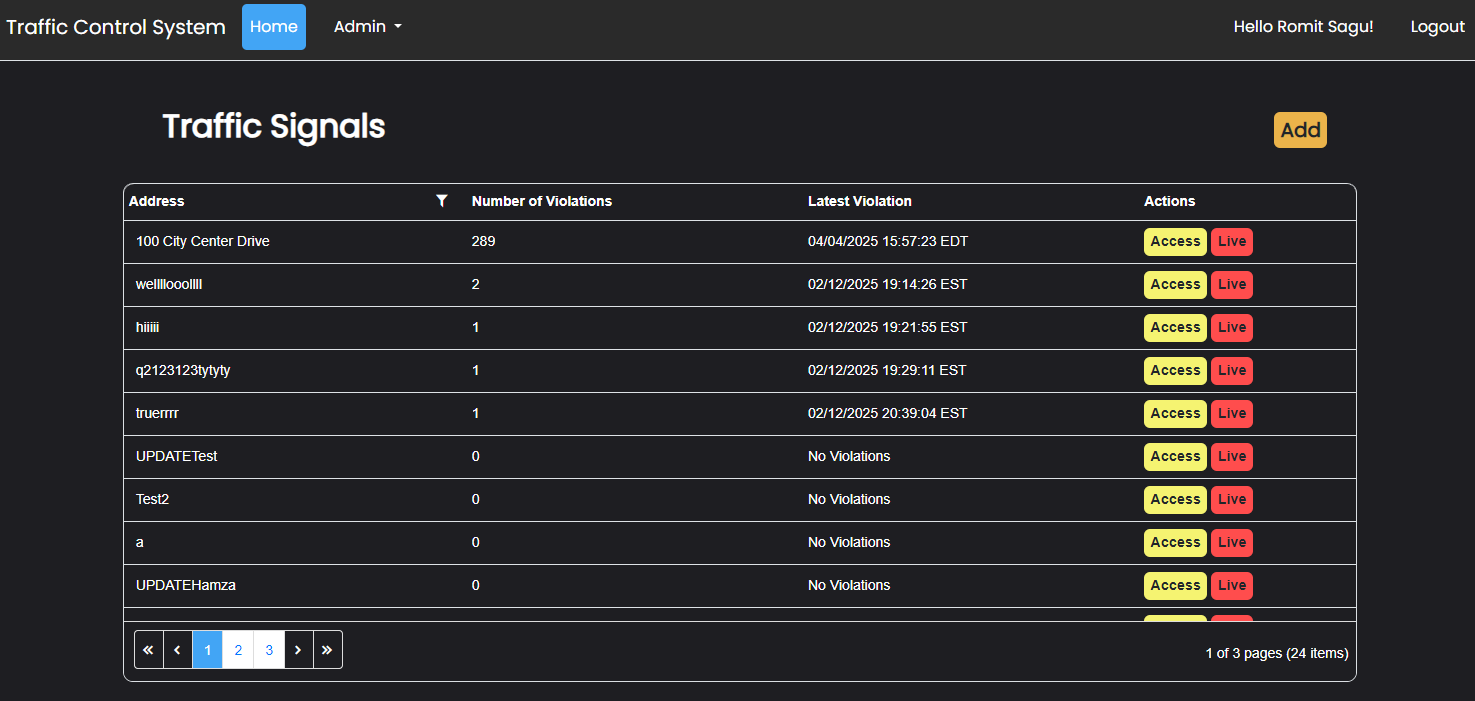 Traffic Control System Home Admin Hello Romit Sagu! Logout
Traffic Signals Add
Address Number of Violations Latest Violation Actions
100 City Center Drive 289 04/04/2025 15:57:23 EDT Access Live
wellllooollll 2 02/12/2025 19:14:26 EST Access Live
hiiiii 1 02/12/2025 19:21:55 EST Access Live
q2123123tytyty 1 02/12/2025 19:29:11 EST Access Live
truerrrr 1 02/12/2025 20:39:04 EST Access Live
UPDATETest 0 No Violations Access Live
Test2 0 No Violations Access Live
a 0 No Violations Access Live
UPDATEHamza 0 No Violations Access Live
« ‹ 1 2 3 › » 1 of 3 pages (24 items)